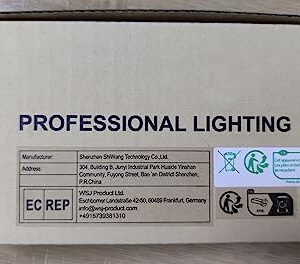 PROFESSIONAL LIGHTING
Manufacturer: Shenzhen ShiWang Technology Co.,Ltd.
Address: 304, Building B, Junyi Industrial Park Huaide Yinshan
Community, Fuyong Street, Bao 'an District Shenzhen,
P.R.China
EC REP
WSJ Product Ltd.
Eschborner Landstraße 42-50, 60489 Frankfurt, Germany
info@wsj-product.com
+4915739381310